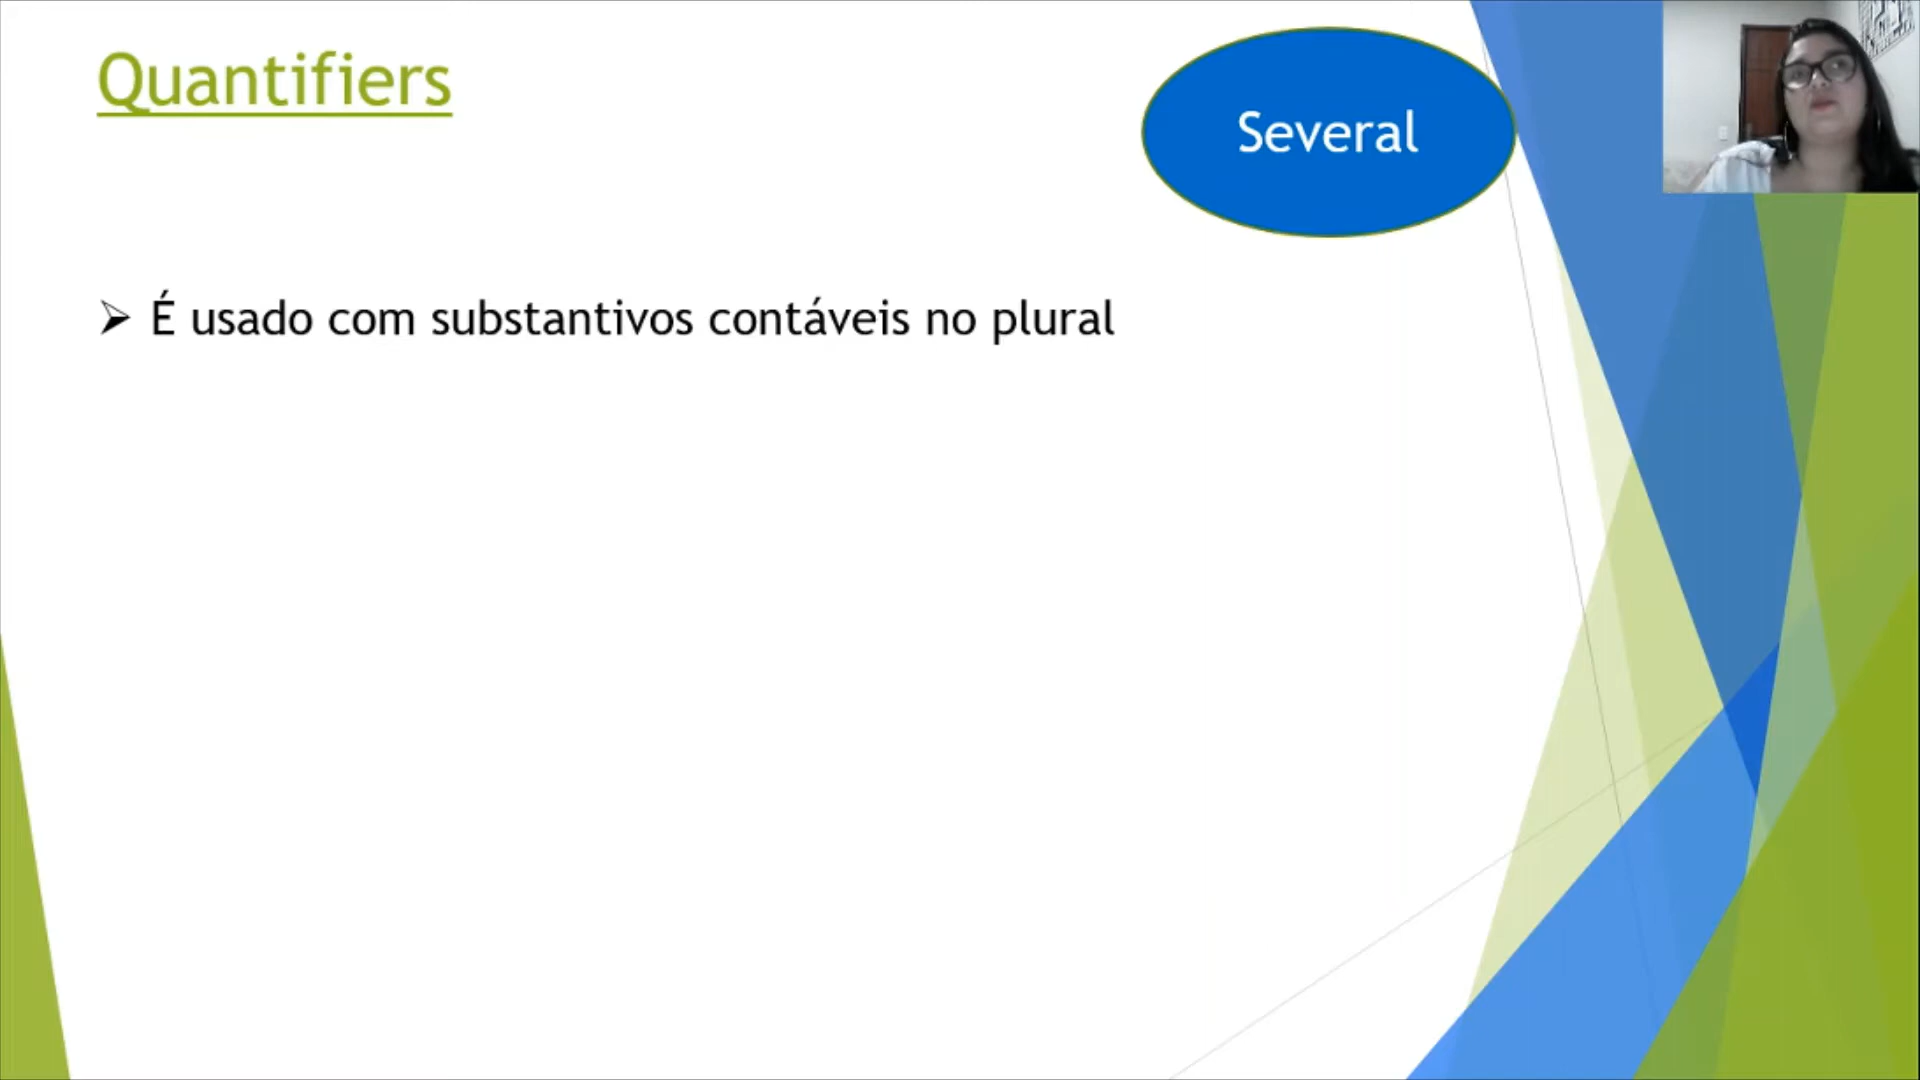 Quantifiers
Several
➢ É usado com substantivos contáveis no plural